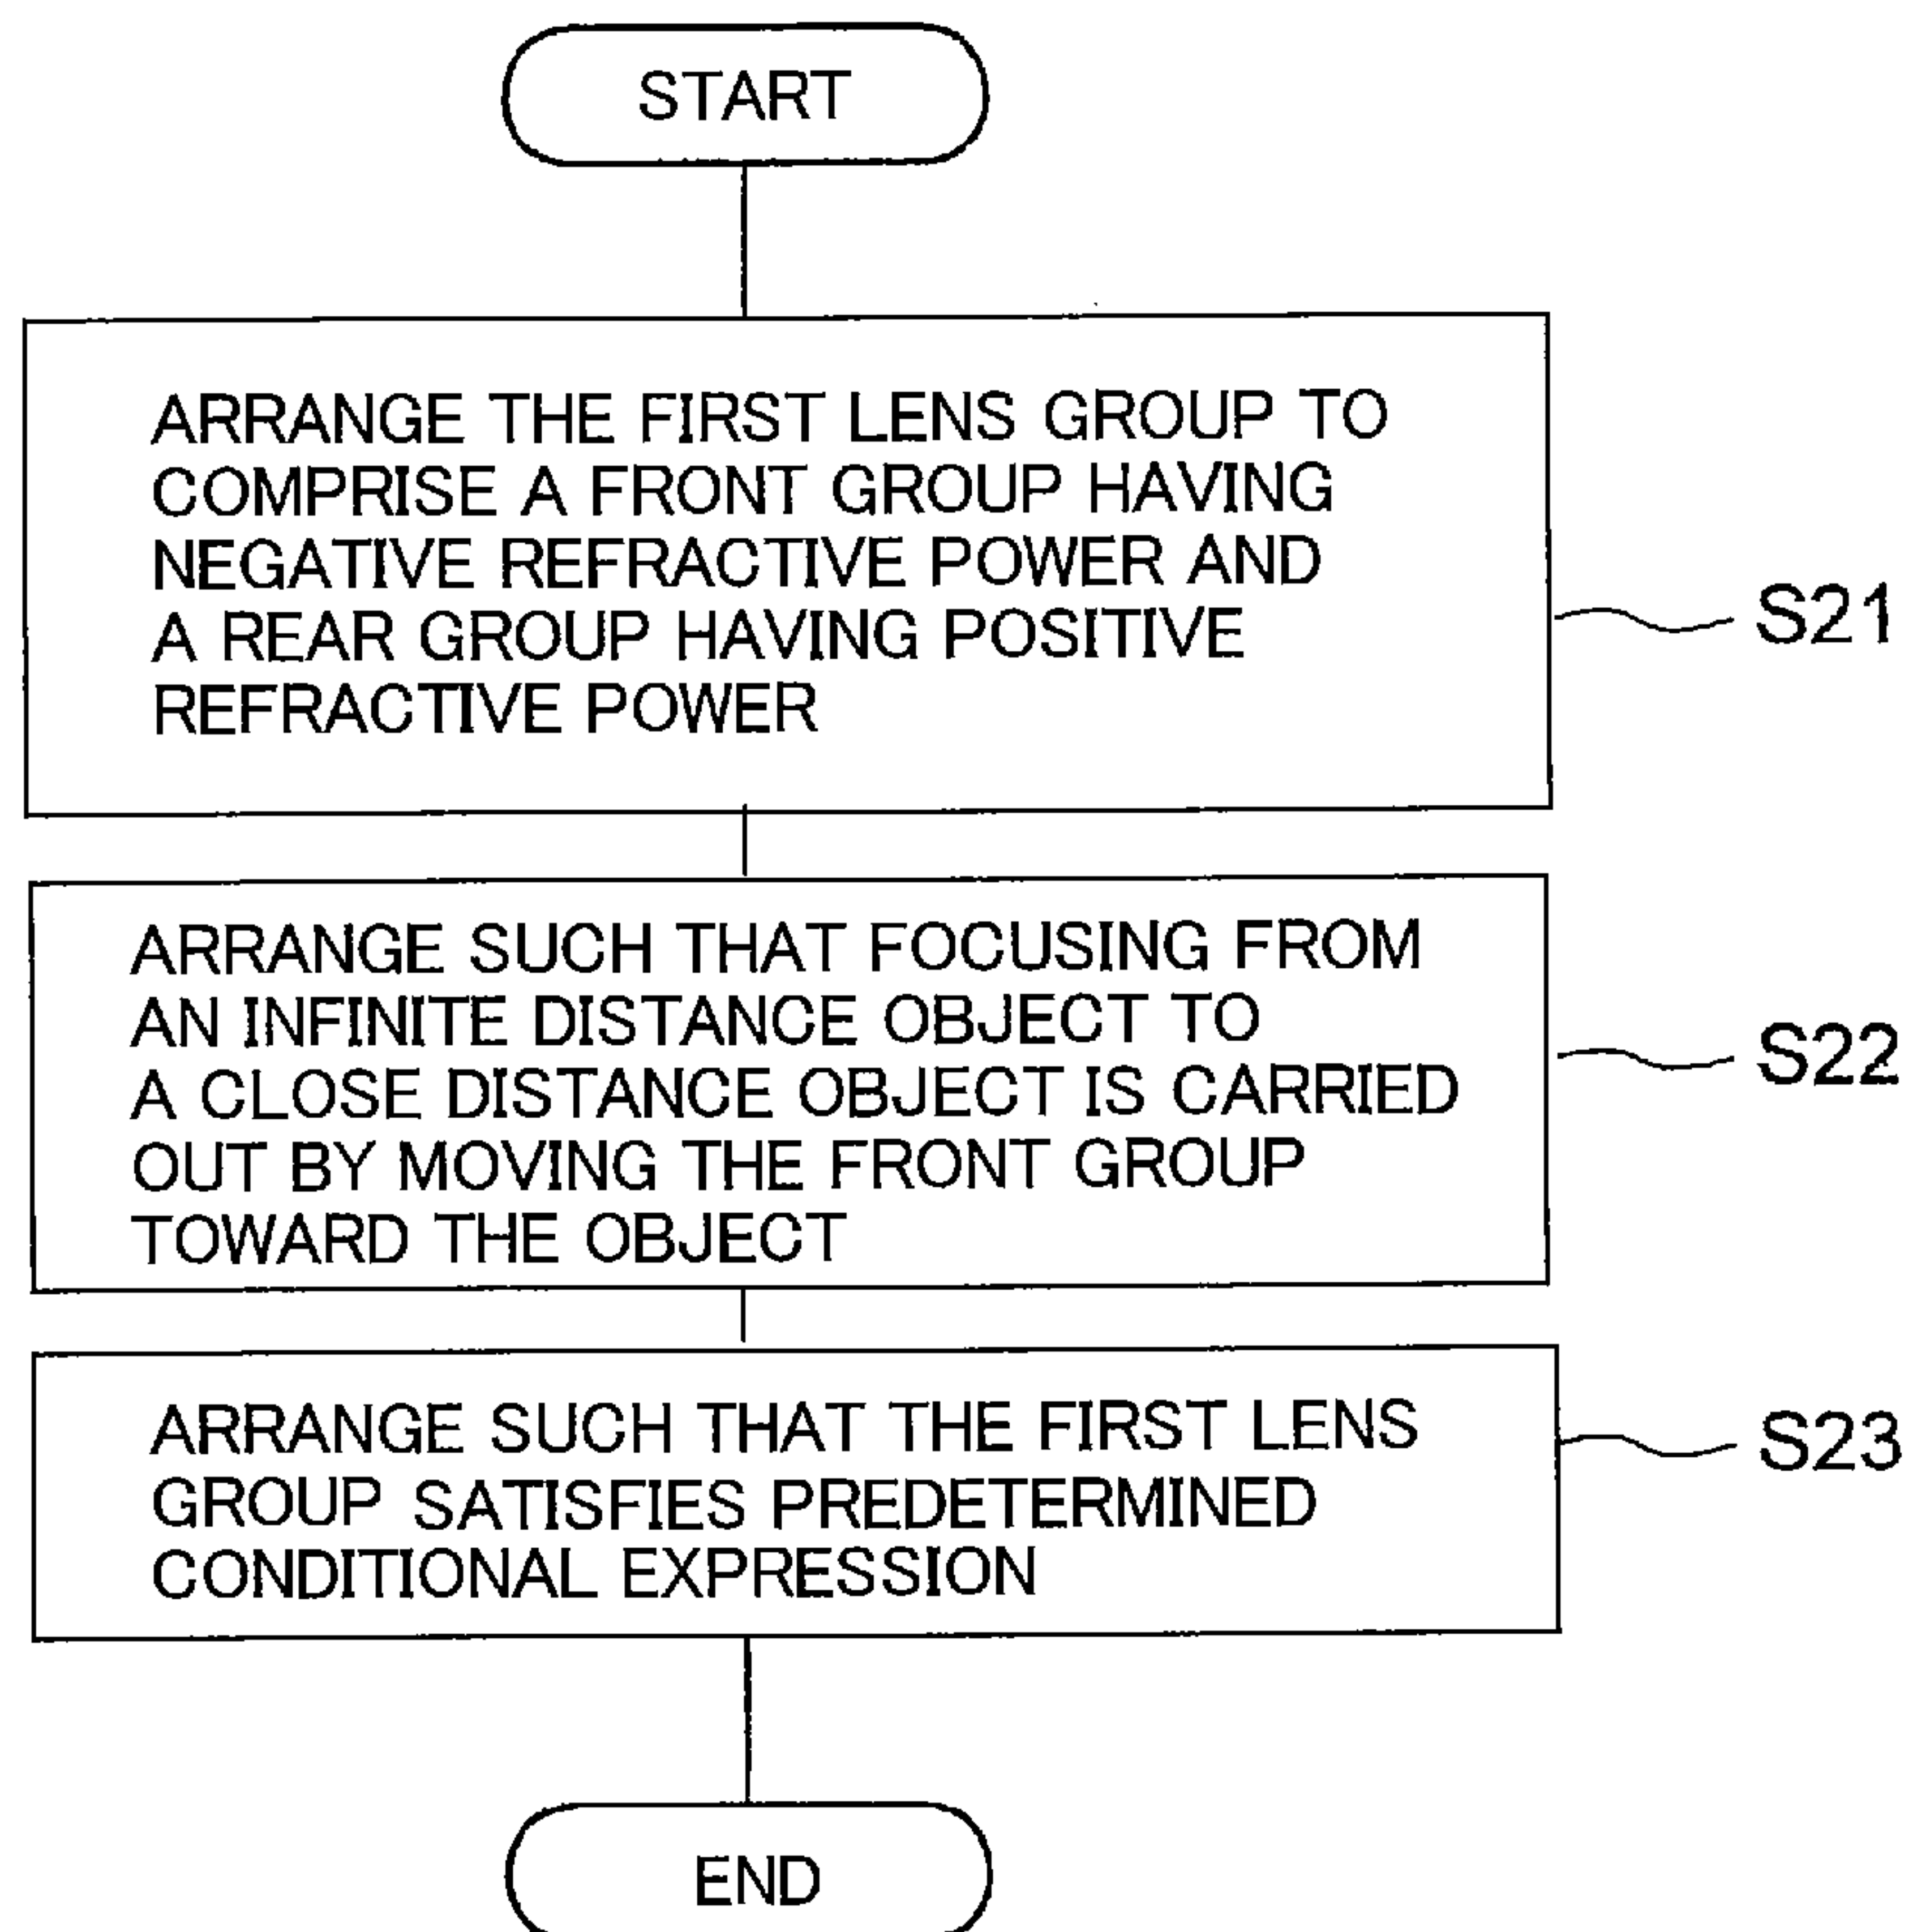 START
ARRANGE THE FIRST LENS GROUP TO
COMPRISE A FRONT GROUP HAVING
NEGATIVE REFRACTIVE POWER AND
A REAR GROUP HAVING POSITIVE
REFRACTIVE POWER
S21
ARRANGE SUCH THAT FOCUSING FROM
AN INFINITE DISTANCE OBJECT TO
A CLOSE DISTANCE OBJECT IS CARRIED
OUT BY MOVING THE FRONT GROUP
TOWARD THE OBJECT
S22
ARRANGE SUCH THAT THE FIRST LENS
GROUP SATISFIES PREDETERMINED
CONDITIONAL EXPRESSION
S23
END